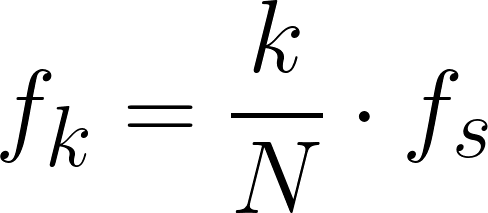 f_k = \frac{k}{N} \cdot f_s